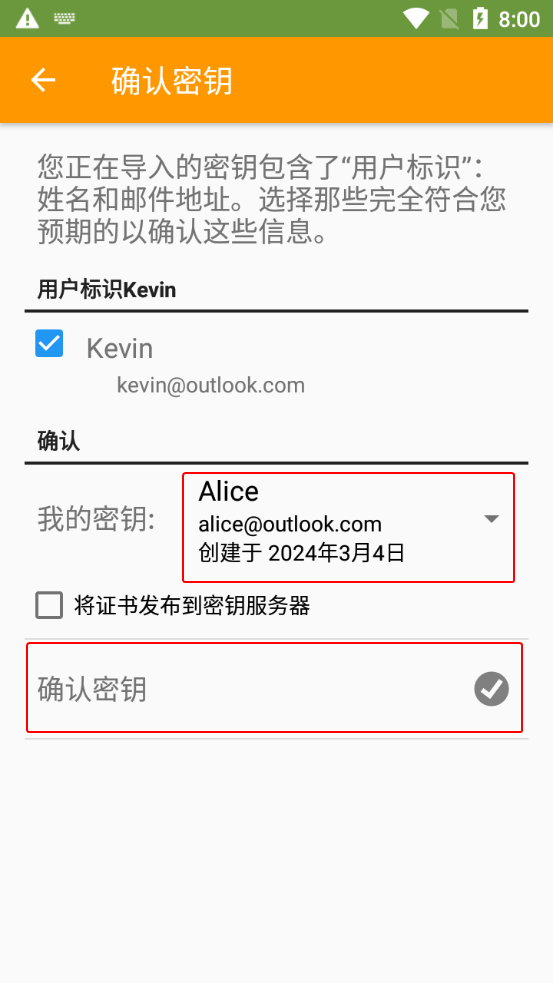 8:00
确认密钥
您正在导入的密钥包含了“用户标识”：
姓名和邮件地址。选择那些完全符合您
预期的以确认这些信息。
用户标识Kevin
Kevin
kevin@outlook.com
确认
我的密钥:
Alice
alice@outlook.com
创建于 2024年3月4日
将证书发布到密钥服务器
确认密钥